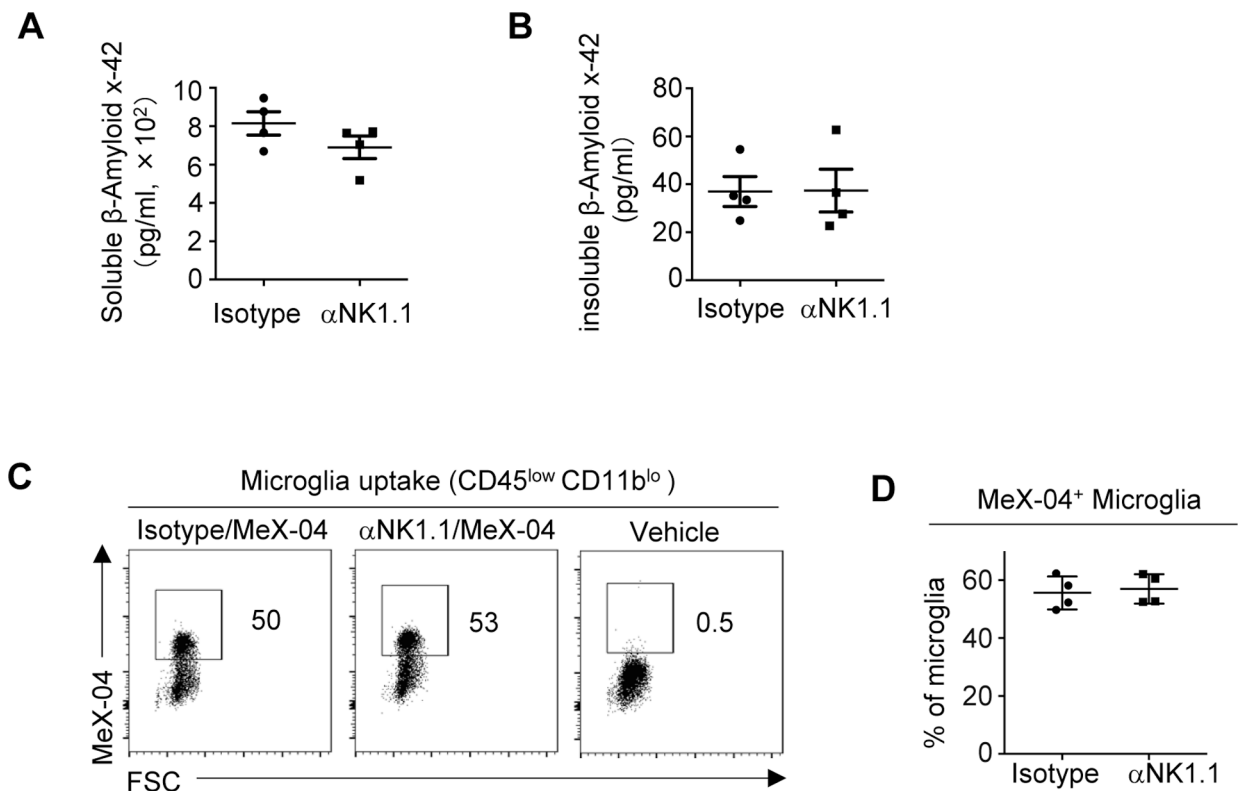 A
Soluble β-Amyloid x-42
(pg/ml, × 10²)
10
8
6
4
2
0
Isotype αNK1.1
B
insoluble β-Amyloid x-42
(pg/ml)
80
60
40
20
0
Isotype αNK1.1
C
Microglia uptake (CD45low CD11blo )
Isotype/MeX-04 αNK1.1/MeX-04 Vehicle
50 53 0.5
MeX-04
FSC
D
MeX-04+ Microglia
% of microglia
60
40
20
0
Isotype αNK1.1